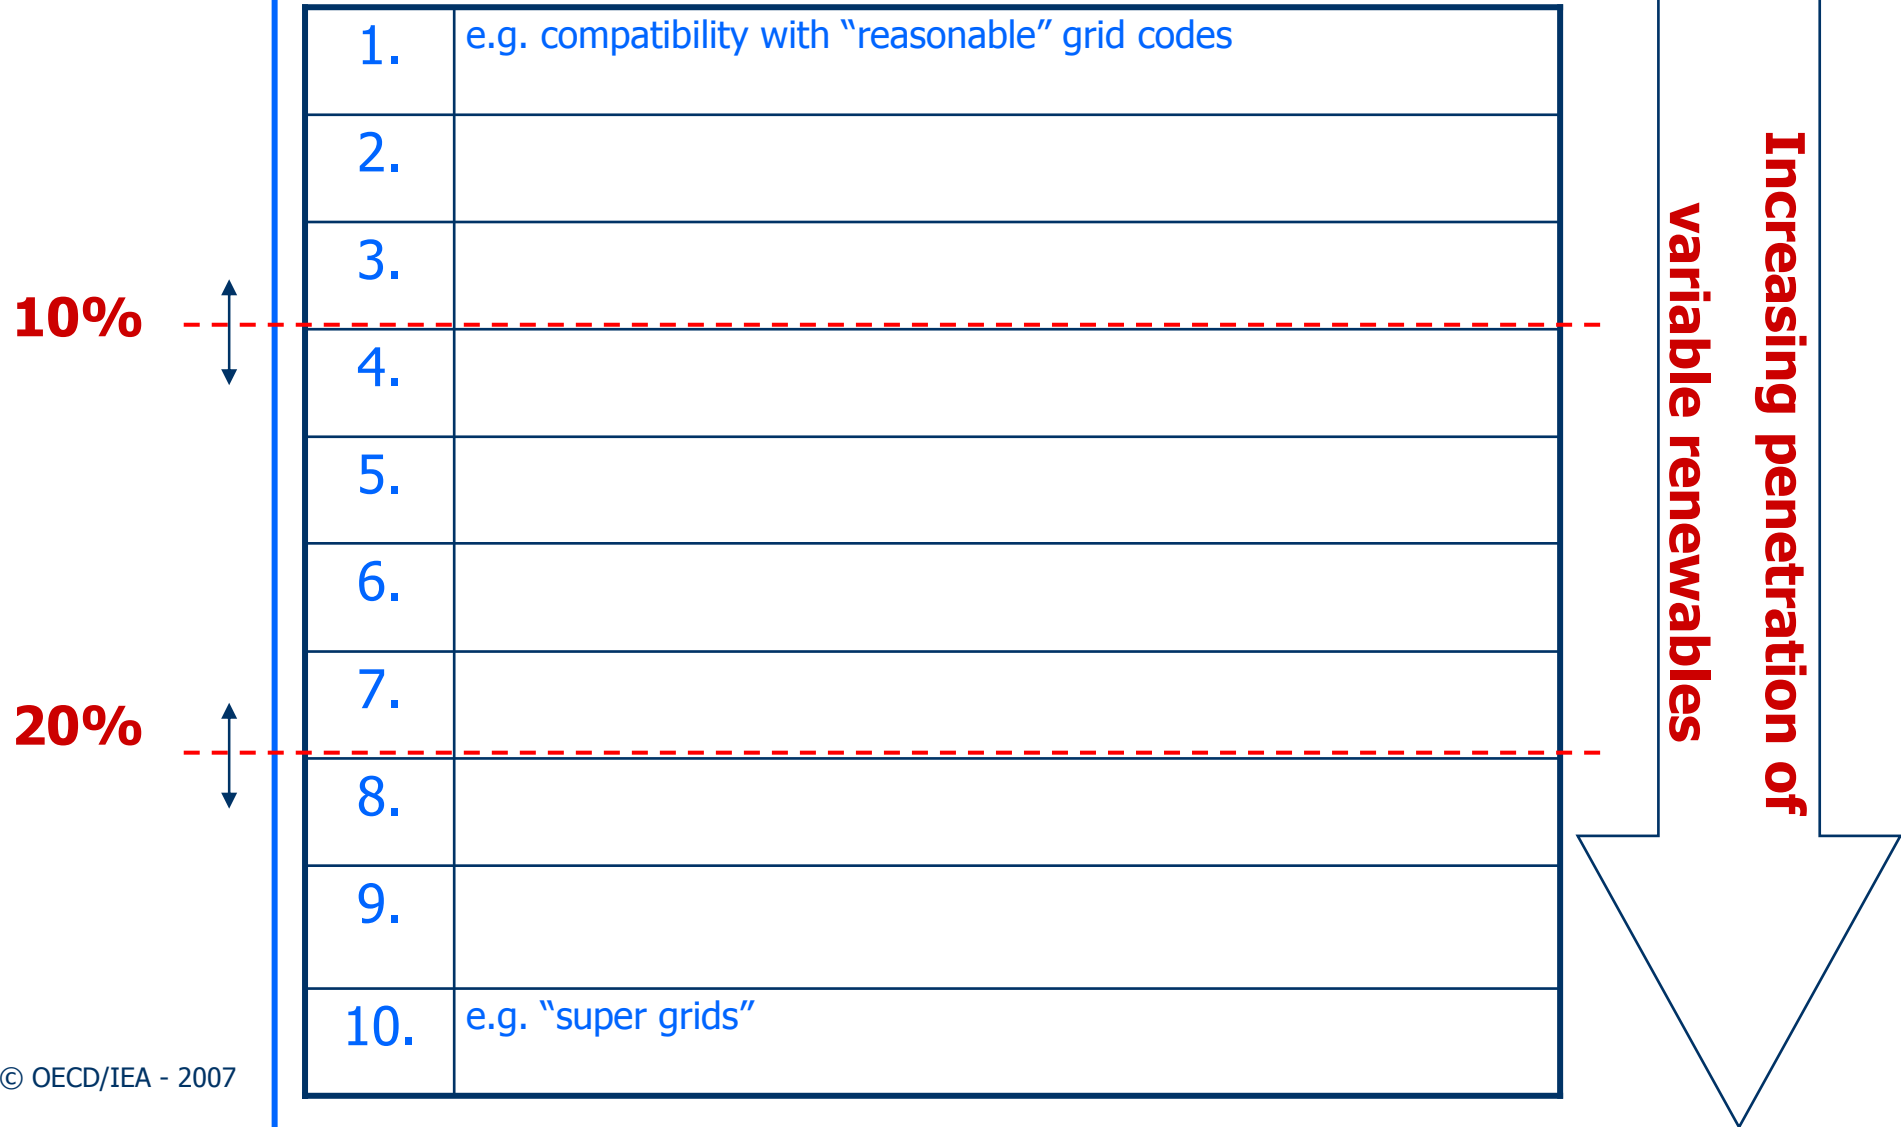 1. e.g. compatibility with “reasonable” grid codes
2.
3.
10%
4.
5.
6.
7.
20%
8.
9.
10. e.g. “super grids”
Increasing penetration of
variable renewables
© OECD/IEA - 2007